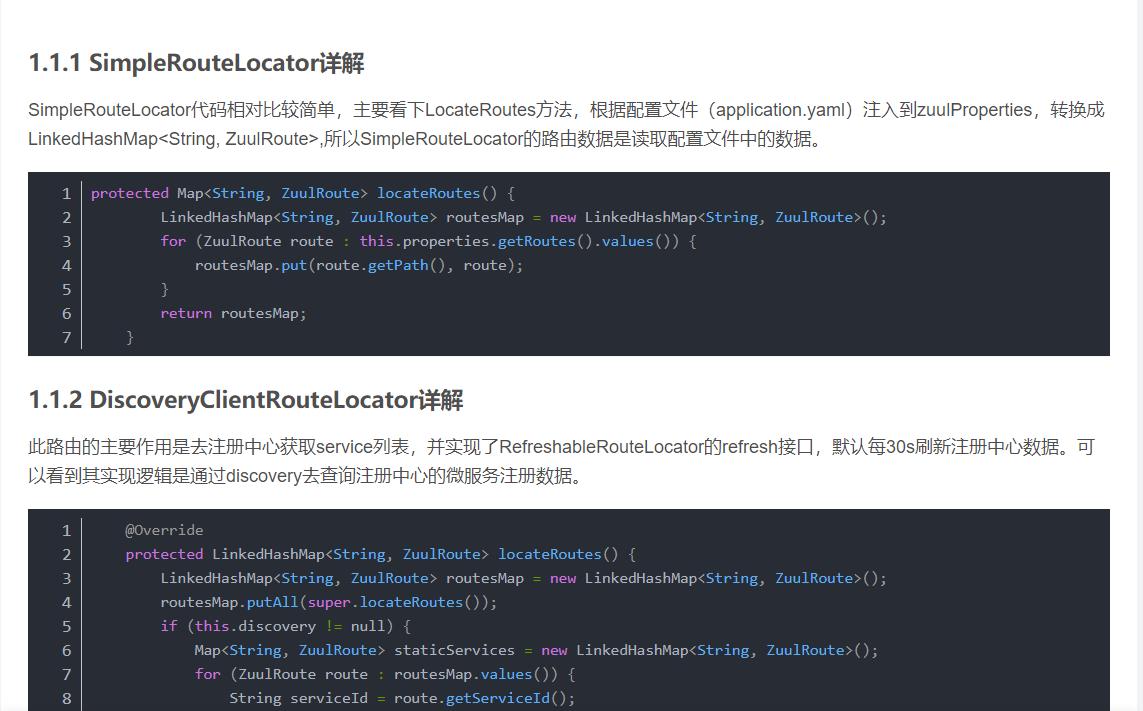 1.1.1 SimpleRouteLocator详解
SimpleRouteLocator代码相对比较简单，主要看下LocateRoutes方法，根据配置文件（application.yaml）注入到zuulProperties，转换成
LinkedHashMap<String, ZuulRoute>,所以SimpleRouteLocator的路由数据是读取配置文件中的数据。
1 protected Map<String, ZuulRoute> locateRoutes() {
2         LinkedHashMap<String, ZuulRoute> routesMap = new LinkedHashMap<String, ZuulRoute>();
3         for (ZuulRoute route : this.properties.getRoutes().values()) {
4             routesMap.put(route.getPath(), route);
5         }
6         return routesMap;
7     }
1.1.2 DiscoveryClientRouteLocator详解
此路由的主要作用是去注册中心获取service列表，并实现了RefreshableRouteLocator的refresh接口，默认每30s刷新注册中心数据。可
以看到其实现逻辑是通过discovery去查询注册中心的微服务注册数据。
1     @Override
2     protected LinkedHashMap<String, ZuulRoute> locateRoutes() {
3         LinkedHashMap<String, ZuulRoute> routesMap = new LinkedHashMap<String, ZuulRoute>();
4         routesMap.putAll(super.locateRoutes());
5         if (this.discovery != null) {
6             Map<String, ZuulRoute> staticServices = new LinkedHashMap<String, ZuulRoute>();
7             for (ZuulRoute route : routesMap.values()) {
8                 String serviceId = route.getServiceId();